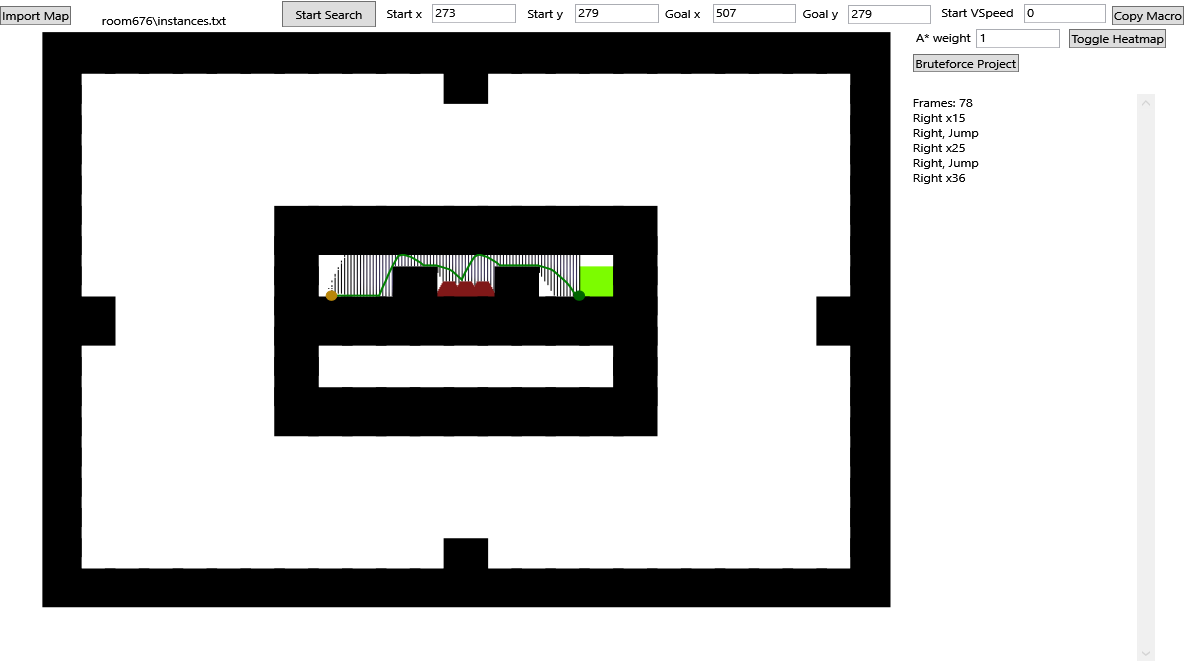 Import Map
room676\instances.txt
Start Search
Start x 273
Start y 279
Goal x 507
Goal y 279
Start VSpeed 0
Copy Macro
A* weight 1
Toggle Heatmap
Bruteforce Project
Frames: 78
Right x15
Right, Jump
Right x25
Right, Jump
Right x36